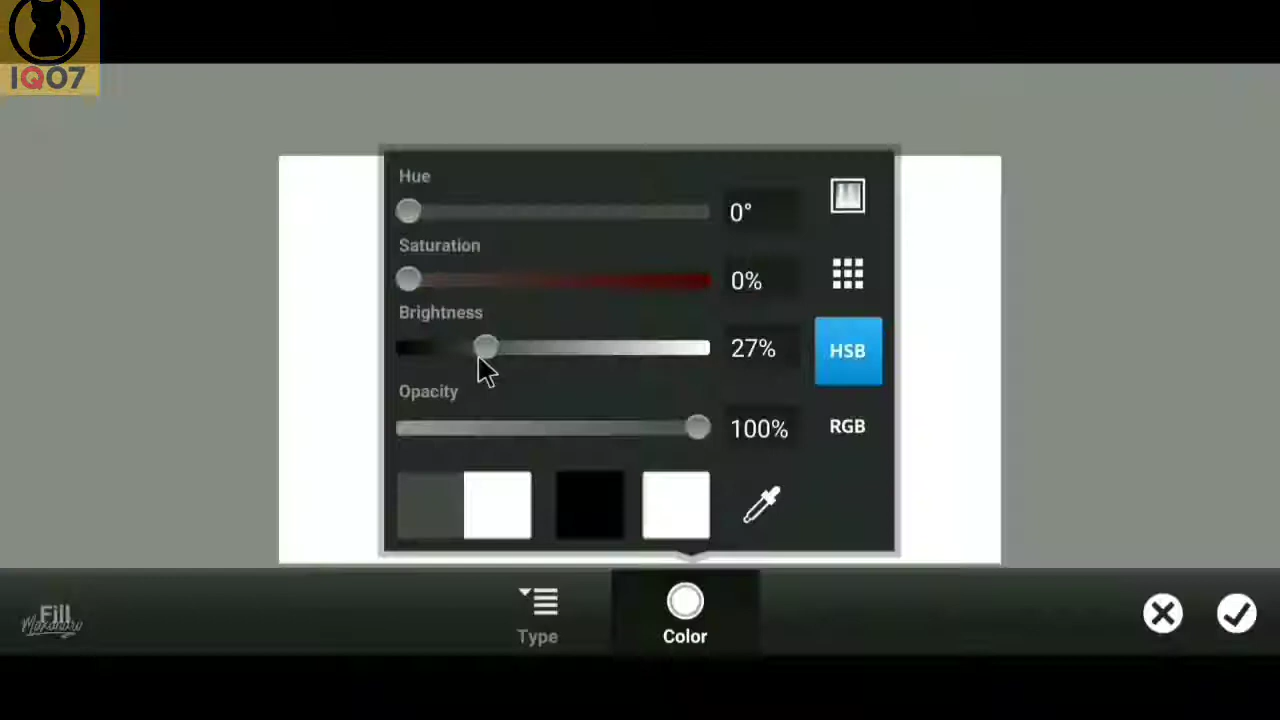 IQ07
Hue
0°
Saturation
0%
Brightness
27%
HSB
Opacity
100%
RGB
Fill
Type
Color